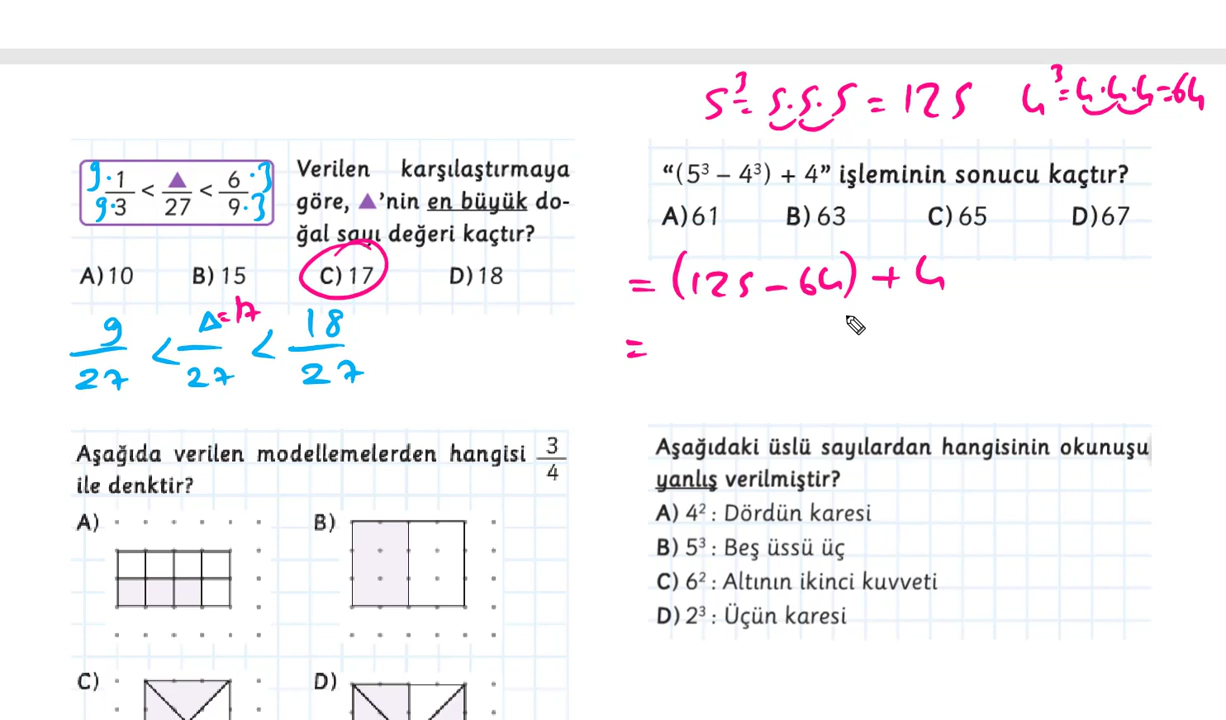 5³ = 5.5.5 = 125 4³ = 4.4.4 = 64
9. 1/9. 3 < ▲/27 < 6 .3/9 .3
Verilen karşılaştırmaya
göre, ▲'nin en büyük do-
ğal sayı değeri kaçtır?
A) 10 B) 15 C) 17 D) 18
9/27 < Δ=17/27 < 18/27
"(5³ – 4³) + 4" işleminin sonucu kaçtır?
A) 61 B) 63 C) 65 D) 67
= (125 – 64) + 4
=
Aşağıda verilen modellemelerden hangisi 3/4
ile denktir?
A) B)
C) D)
Aşağıdaki üslü sayılardan hangisinin okunuşu
yanlış verilmiştir?
A) 4² : Dördün karesi
B) 5³ : Beş üssü üç
C) 6² : Altının ikinci kuvveti
D) 2³ : Üçün karesi